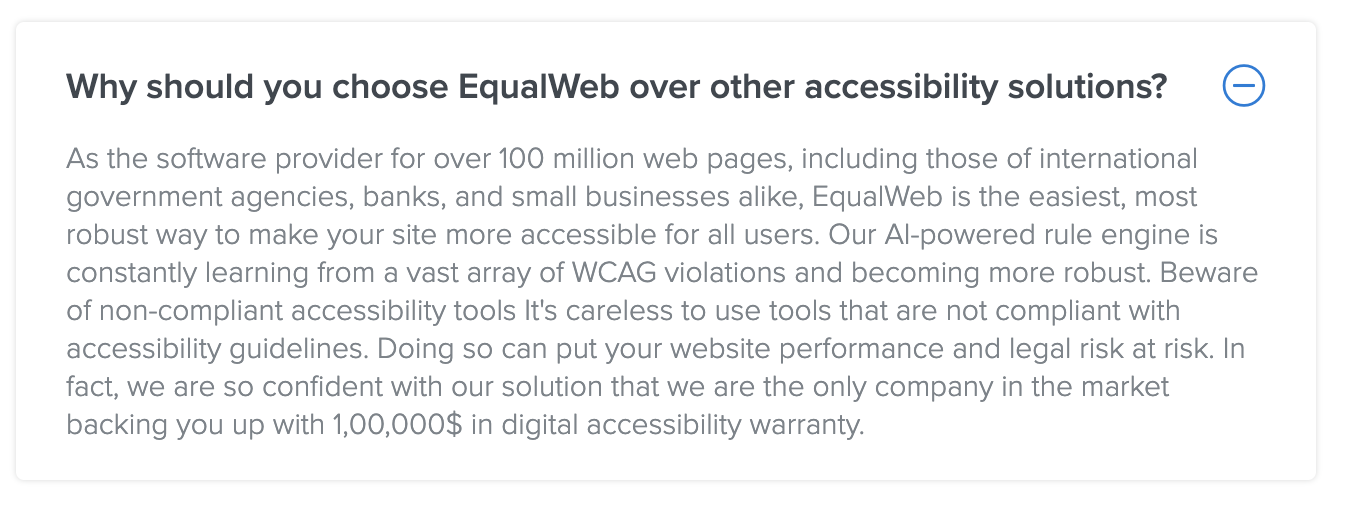 Why should you choose EqualWeb over other accessibility solutions?
As the software provider for over 100 million web pages, including those of international
government agencies, banks, and small businesses alike, EqualWeb is the easiest, most
robust way to make your site more accessible for all users. Our AI-powered rule engine is
constantly learning from a vast array of WCAG violations and becoming more robust. Beware
of non-compliant accessibility tools It's careless to use tools that are not compliant with
accessibility guidelines. Doing so can put your website performance and legal risk at risk. In
fact, we are so confident with our solution that we are the only company in the market
backing you up with 1,00,000$ in digital accessibility warranty.